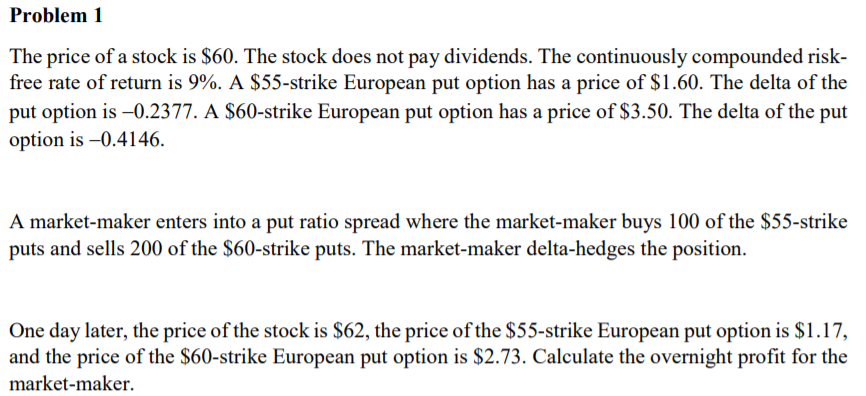 Problem 1
The price of a stock is $60. The stock does not pay dividends. The continuously compounded risk-
free rate of return is 9%. A $55-strike European put option has a price of $1.60. The delta of the
put option is –0.2377. A $60-strike European put option has a price of $3.50. The delta of the put
option is –0.4146.
A market-maker enters into a put ratio spread where the market-maker buys 100 of the $55-strike
puts and sells 200 of the $60-strike puts. The market-maker delta-hedges the position.
One day later, the price of the stock is $62, the price of the $55-strike European put option is $1.17,
and the price of the $60-strike European put option is $2.73. Calculate the overnight profit for the
market-maker.